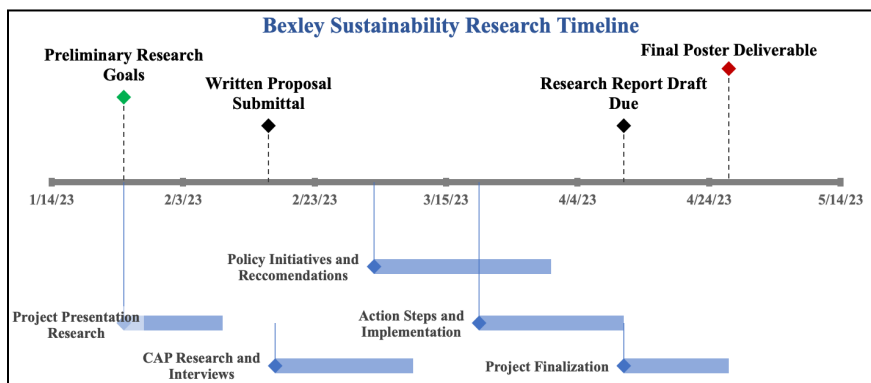 Bexley Sustainability Research Timeline
Preliminary Research
Goals
Written Proposal
Submittal
Research Report Draft
Due
Final Poster Deliverable
1/14/23
2/3/23
2/23/23
3/15/23
4/4/23
4/24/23
5/14/23
Policy Initiatives and
Reccomendations
Project Presentation
Research
Action Steps and
Implementation
CAP Research and
Interviews
Project Finalization